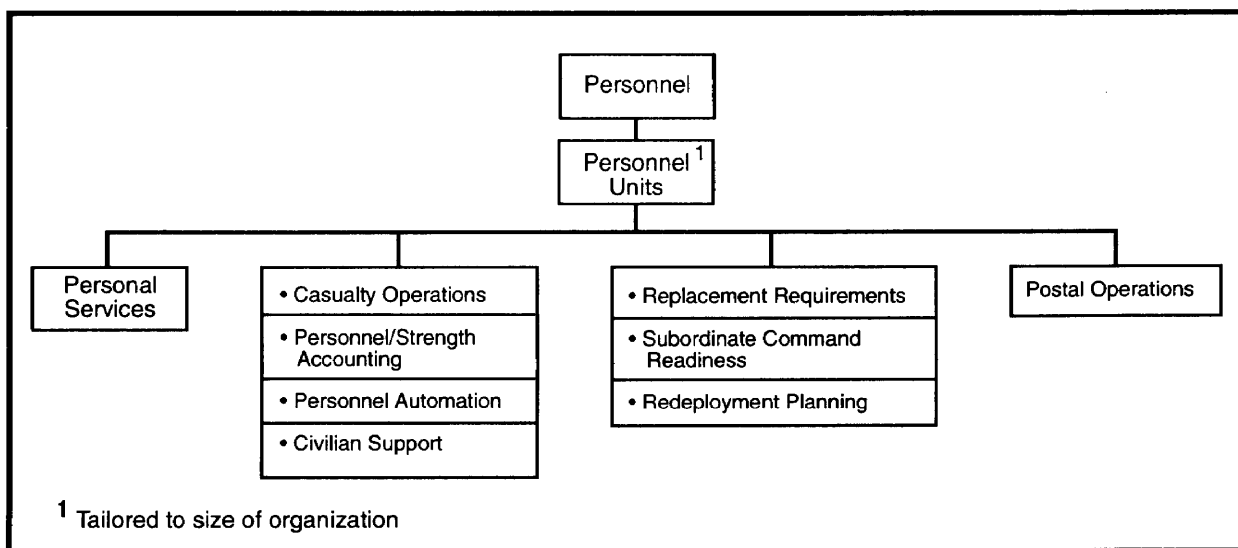 Personnel
Personnel 1
Units
Personal
Services
• Casualty Operations
• Personnel/Strength
Accounting
• Personnel Automation
• Civilian Support
• Replacement Requirements
• Subordinate Command
Readiness
• Redeployment Planning
Postal Operations
1 Tailored to size of organization